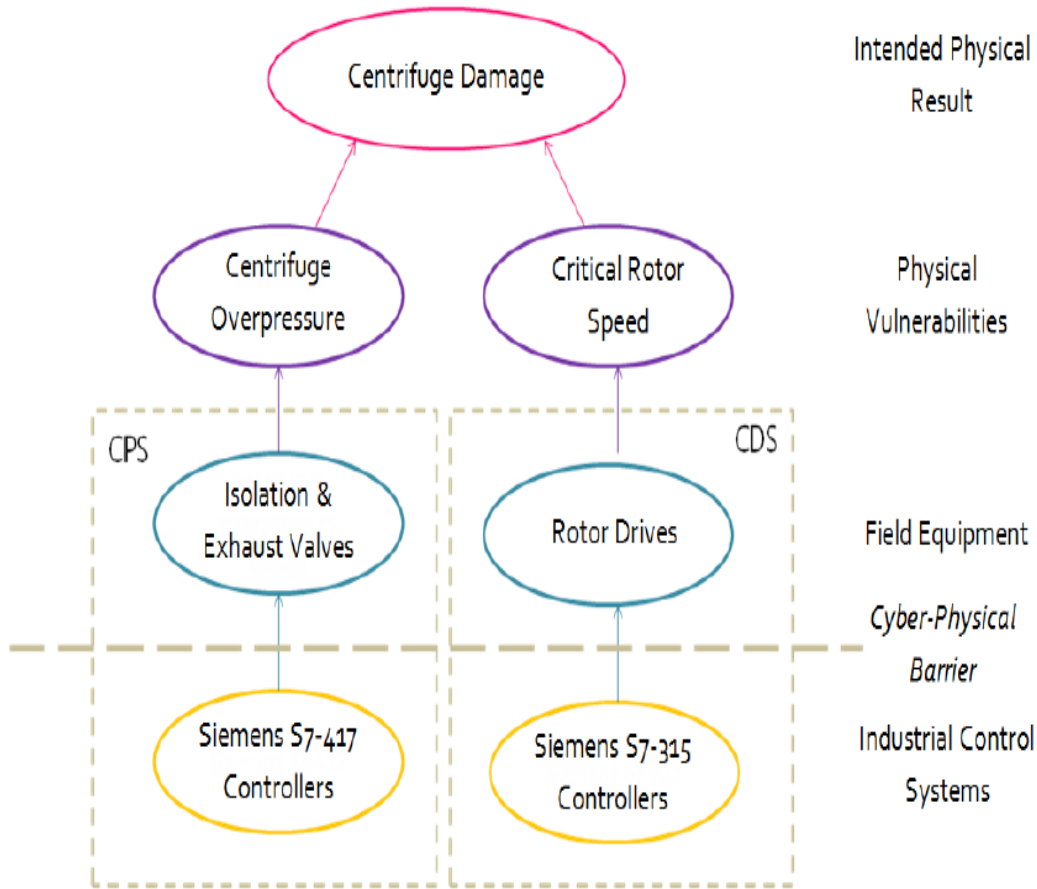 Centrifuge Damage
Intended Physical
Result
Centrifuge
Overpressure
Critical Rotor
Speed
Physical
Vulnerabilities
CPS
CDS
Isolation &
Exhaust Valves
Rotor Drives
Field Equipment
Cyber-Physical
Barrier
Siemens S7-417
Controllers
Siemens S7-315
Controllers
Industrial Control
Systems